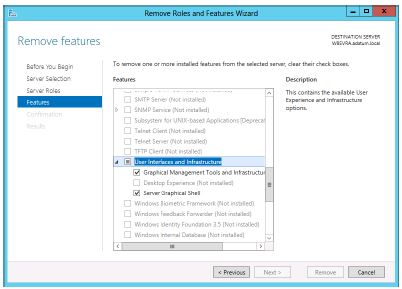 Remove Roles and Features Wizard
Remove features
DESTINATION SERVER
WBSVRA.adatum.local
Before You Begin
Server Selection
Server Roles
Features
Confirmation
Results
To remove one or more installed features from the selected server, clear their check boxes.
Features
Description
SMTP Server (Not installed)
SNMP Service (Not installed)
Subsystem for UNIX-based Applications [Deprecat
Telnet Client (Not installed)
Telnet Server (Not installed)
TFTP Client (Not installed)
User Interfaces and Infrastructure
Graphical Management Tools and Infrastructur
Desktop Experience (Not installed)
Server Graphical Shell
Windows Biometric Framework (Not installed)
Windows Feedback Forwarder (Not installed)
Windows Identity Foundation 3.5 (Not installed)
Windows Internal Database (Not installed)
This contains the available User
Experience and Infrastructure
options.
< Previous
Next >
Remove
Cancel